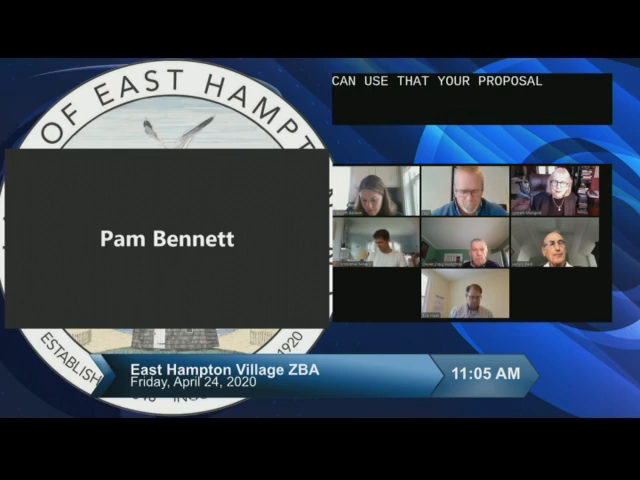 OF EAST HAMPT
CAN USE THAT YOUR PROPOSAL
Pam Bennett
ESTABLISH
1920
East Hampton Village ZBA
Friday, April 24, 2020
11:05 AM